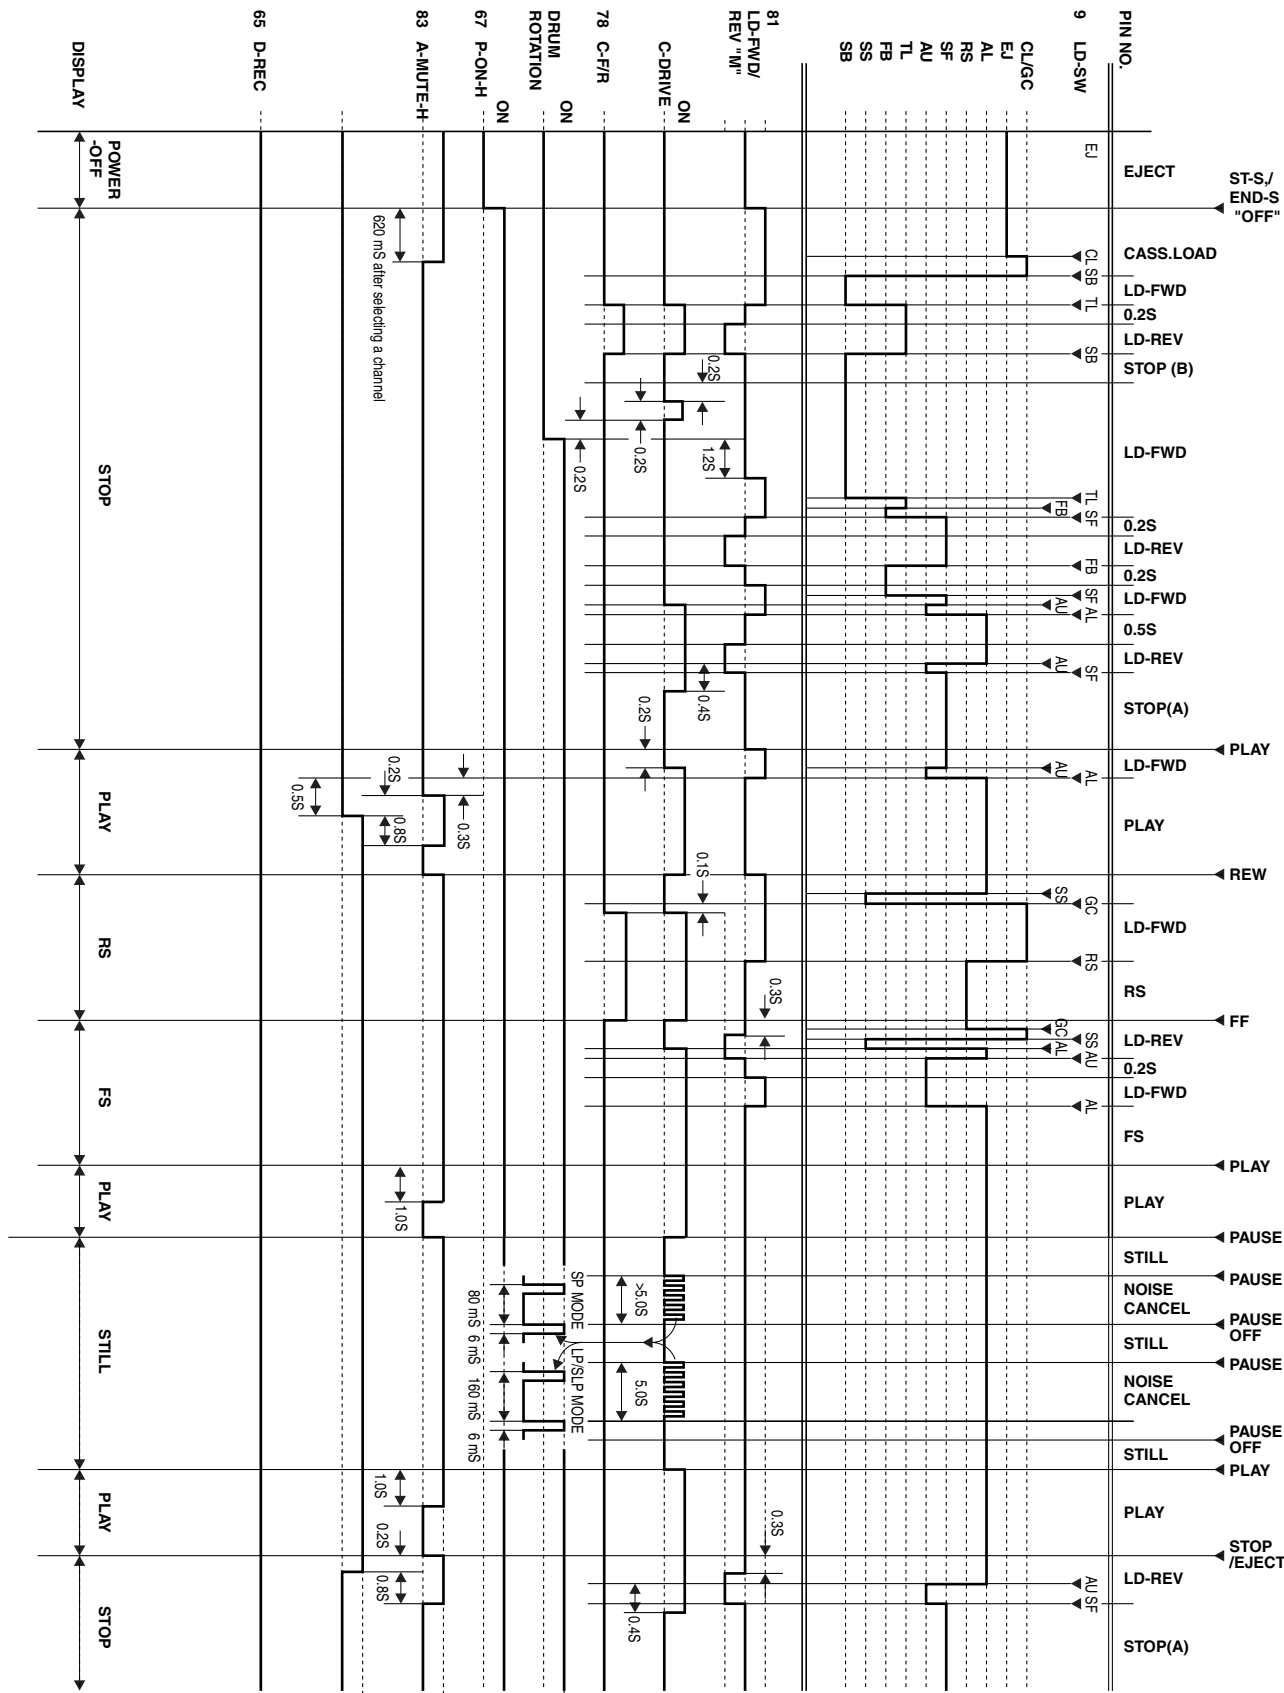 ST-S,/
END-S
"OFF"
PLAY
REW
FF
PLAY
PAUSE
PAUSE
PAUSE
OFF
PAUSE
PAUSE
OFF
PLAY
STOP
/EJECT
PIN NO.
EJECT
CASS.LOAD
LD-FWD
0.2S
LD-REV
STOP (B)
LD-FWD
0.2S
LD-REV
0.2S
LD-FWD
0.5S
LD-REV
STOP(A)
LD-FWD
PLAY
LD-FWD
RS
LD-REV
0.2S
LD-FWD
FS
PLAY
STILL
NOISE
CANCEL
STILL
NOISE
CANCEL
STILL
PLAY
LD-REV
STOP(A)
9 LD-SW
EJ
CL
SB
TL
SB
TL
FB
SF
FB
SF
AU
AL
AU
SF
AU
AL
SS
GC
RS
GC
SS
AL
AU
AL
AU
SF
CL/GC
EJ
AL
RS
SF
AU
TL
FB
SS
SB
81
LD-FWD/
REV "M"
0.2S
1.2S
0.4S
0.1S
0.3S
0.3S
C-DRIVE
ON
0.2S
0.2S
>5.0S
5.0S
0.4S
78 C-F/R
0.2S
DRUM
ROTATION
ON
SP MODE
LP/SLP MODE
67 P-ON-H
ON
0.3S
80 mS
6 mS
160 mS
6 mS
83 A-MUTE-H
620 mS after selecting a channel
0.2S
0.8S
1.0S
1.0S
0.2S
0.8S
0.5S
65 D-REC
DISPLAY
POWER
-OFF
STOP
PLAY
RS
FS
PLAY
STILL
PLAY
STOP